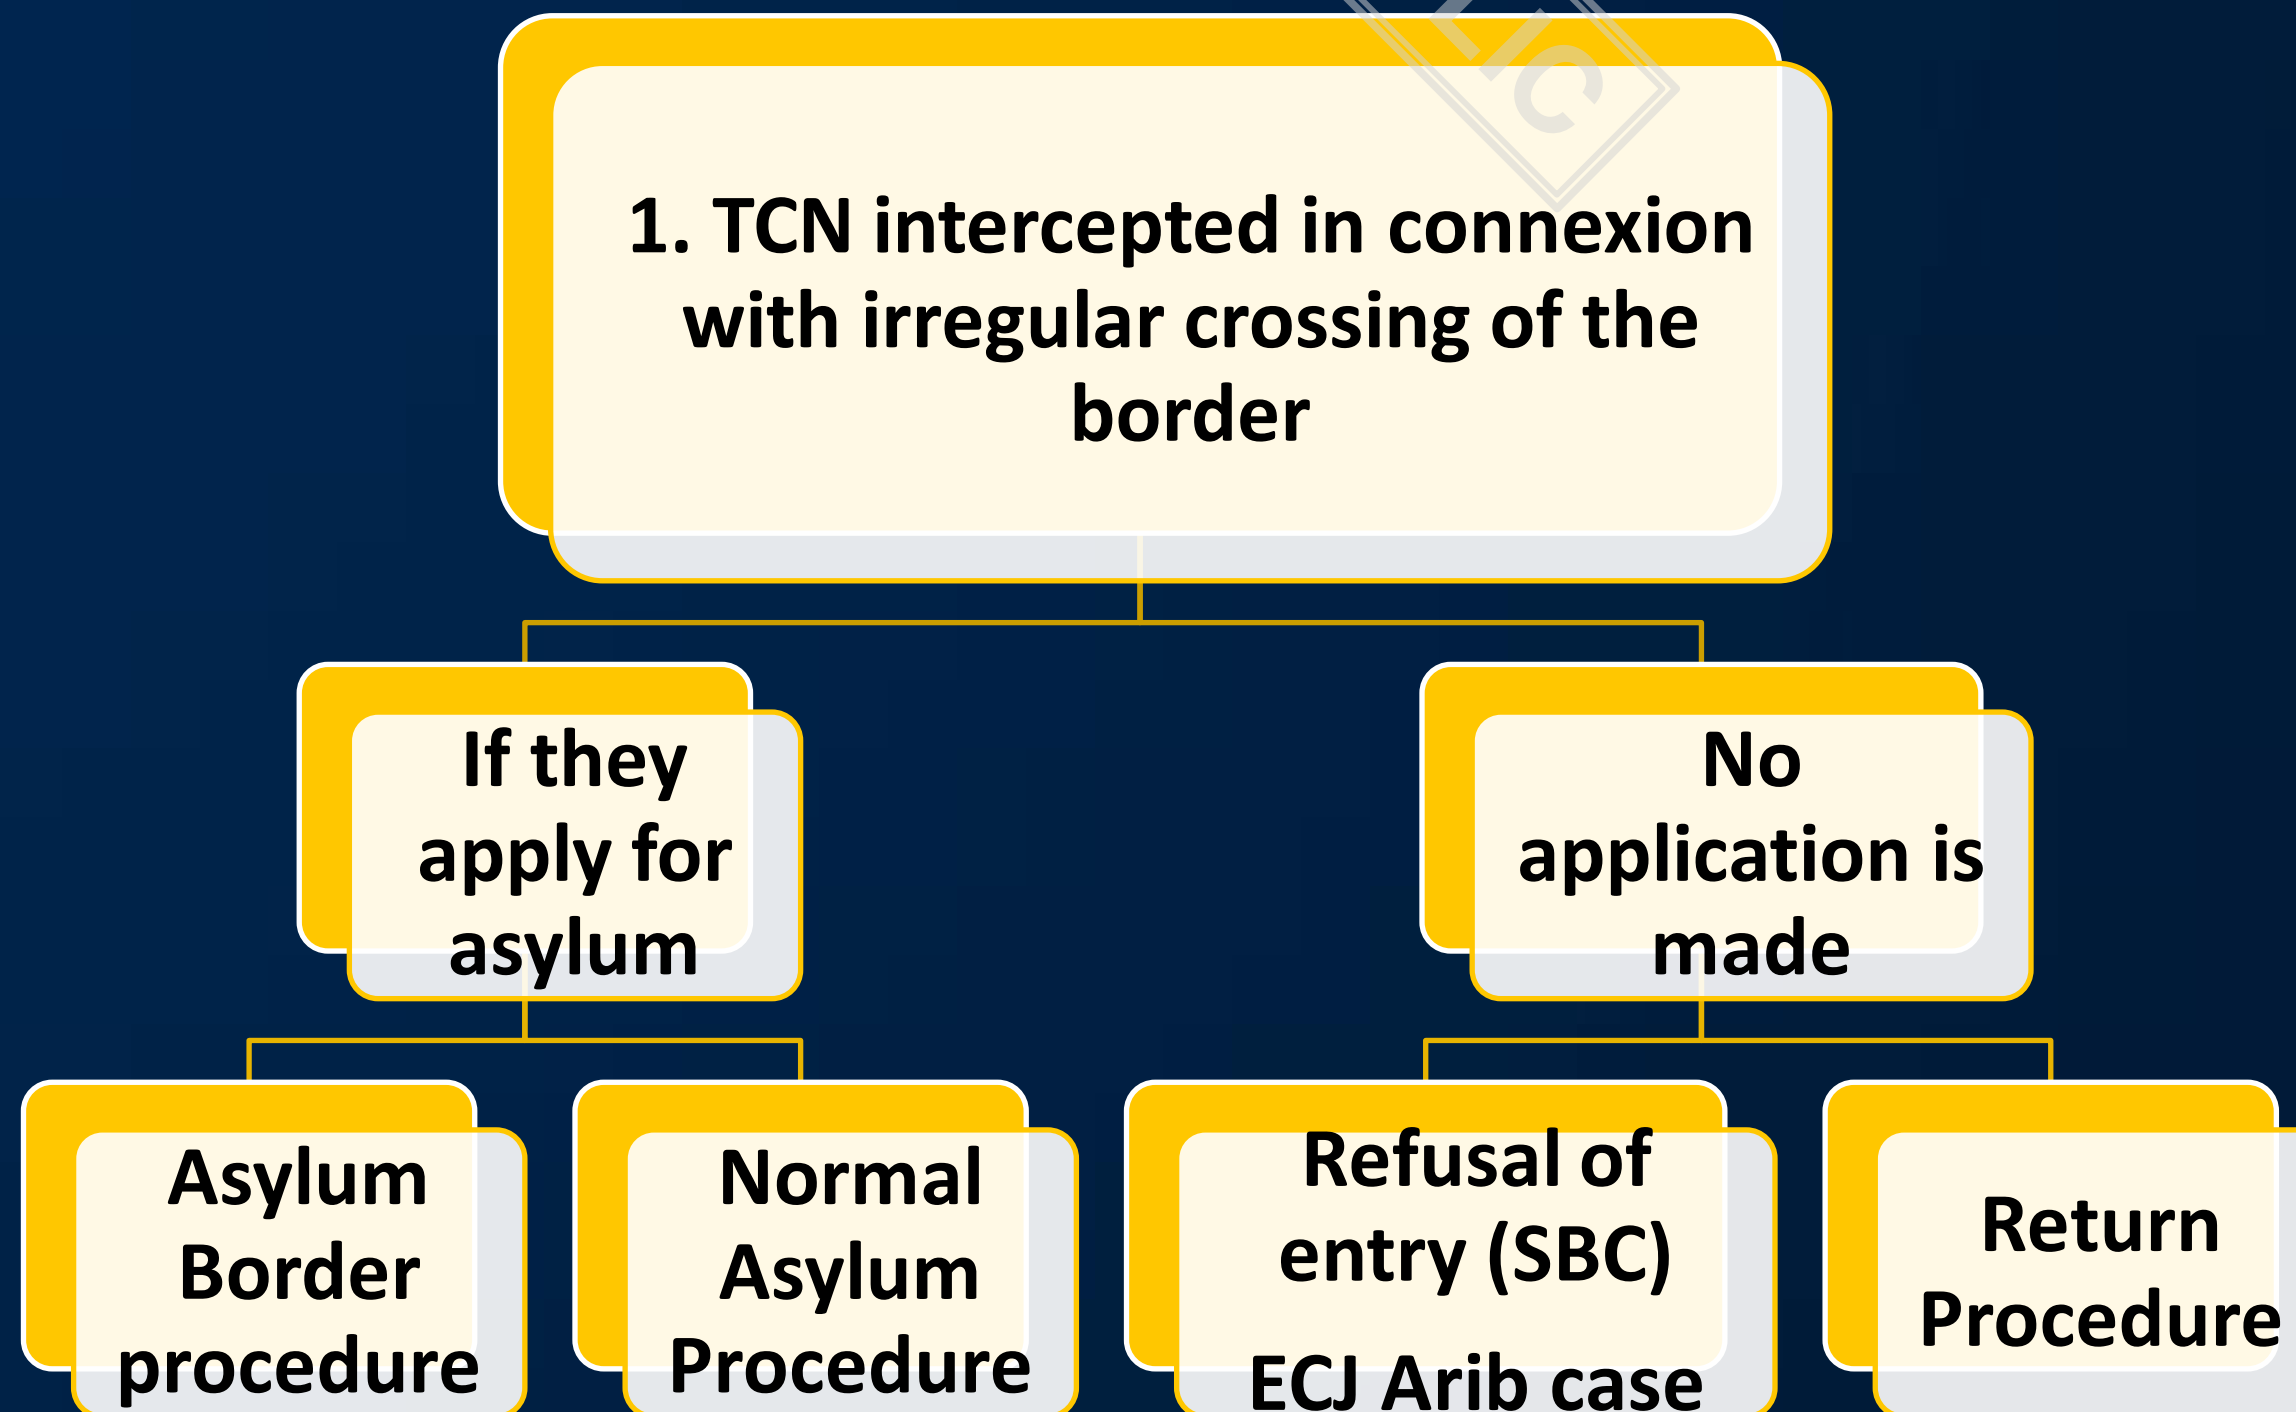 1. TCN intercepted in connexion
with irregular crossing of the
border
If they
apply for
asylum
No
application is
made
Asylum
Border
procedure
Normal
Asylum
Procedure
Refusal of
entry (SBC)
ECJ Arib case
Return
Procedure